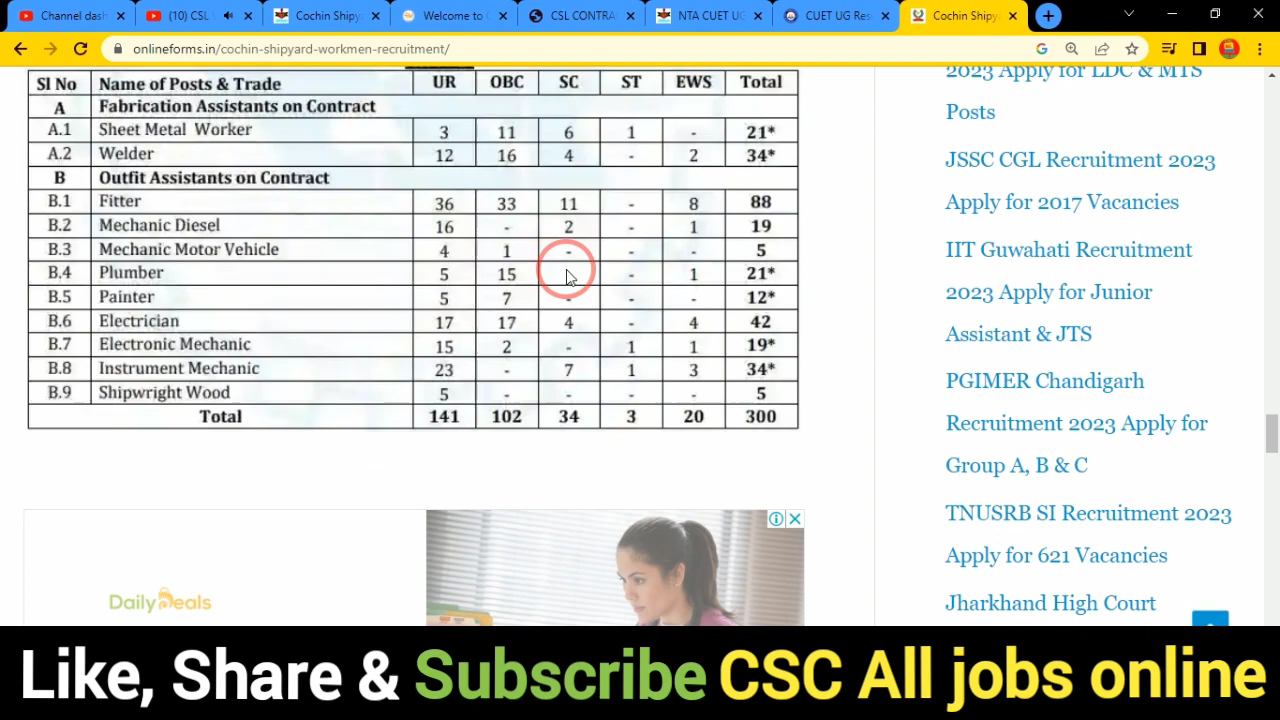 Channel dash
(10) CSL
Cochin Shipy
Welcome to C
CSL CONTRA
NTA CUET UG
CUET UG Res
Cochin Shipy
onlineforms.in/cochin-shipyard-workmen-recruitment/
Sl No Name of Posts & Trade UR OBC SC ST EWS Total
A Fabrication Assistants on Contract
A.1 Sheet Metal Worker 3 11 6 1 - 21*
A.2 Welder 12 16 4 - 2 34*
B Outfit Assistants on Contract
B.1 Fitter 36 33 11 - 8 88
B.2 Mechanic Diesel 16 - 2 - 1 19
B.3 Mechanic Motor Vehicle 4 1 - - - 5
B.4 Plumber 5 15 - 1 21*
B.5 Painter 5 7 - - - 12*
B.6 Electrician 17 17 4 - 4 42
B.7 Electronic Mechanic 15 2 - 1 1 19*
B.8 Instrument Mechanic 23 - 7 1 3 34*
B.9 Shipwright Wood 5 - - - - 5
Total 141 102 34 3 20 300
2023 Apply for LDC & MTS
Posts
JSSC CGL Recruitment 2023
Apply for 2017 Vacancies
IIT Guwahati Recruitment
2023 Apply for Junior
Assistant & JTS
PGIMER Chandigarh
Recruitment 2023 Apply for
Group A, B & C
TNUSRB SI Recruitment 2023
Apply for 621 Vacancies
Jharkhand High Court
DailyDeals
Like, Share & Subscribe CSC All jobs online